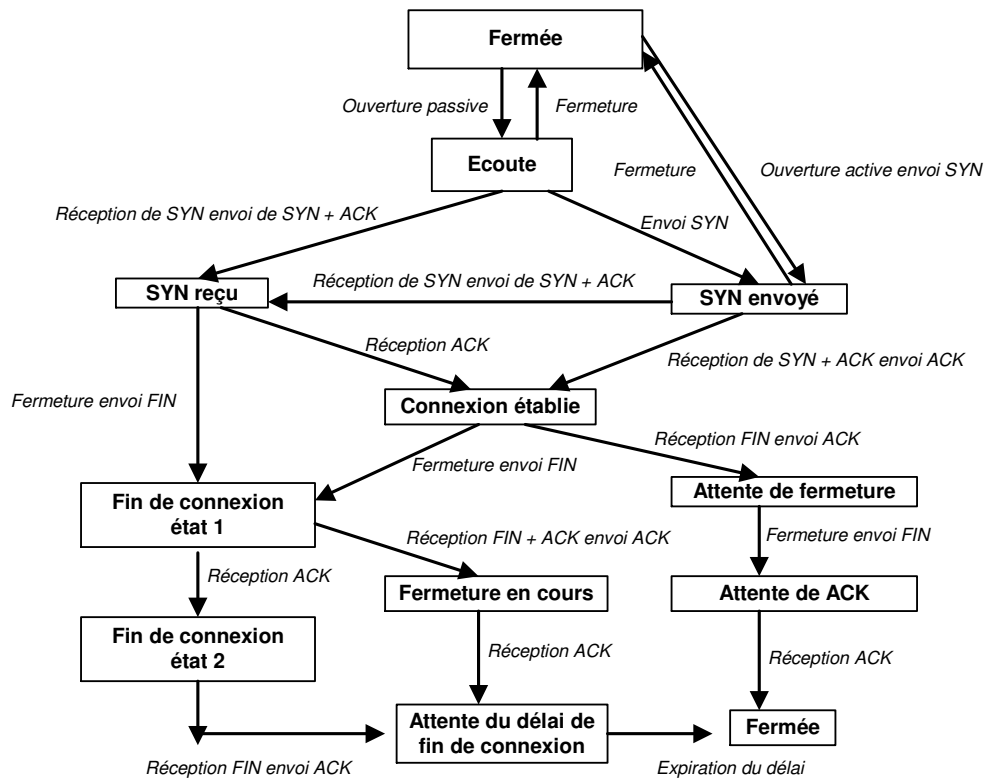 Fermée
Ouverture passive
Fermeture
Ecoute
Fermeture
Ouverture active envoi SYN
Réception de SYN envoi de SYN + ACK
Envoi SYN
SYN reçu
Réception de SYN envoi de SYN + ACK
SYN envoyé
Réception ACK
Réception de SYN + ACK envoi ACK
Fermeture envoi FIN
Connexion établie
Réception FIN envoi ACK
Fermeture envoi FIN
Fin de connexion
état 1
Attente de fermeture
Réception FIN + ACK envoi ACK
Fermeture envoi FIN
Réception ACK
Fermeture en cours
Attente de ACK
Fin de connexion
état 2
Réception ACK
Réception ACK
Attente du délai de
fin de connexion
Fermée
Réception FIN envoi ACK
Expiration du délai